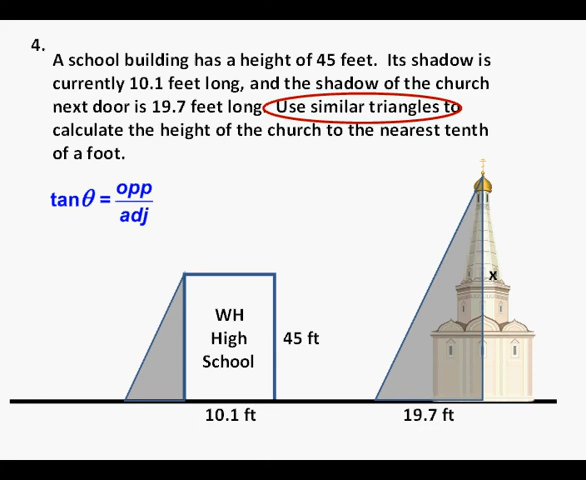 4.
A school building has a height of 45 feet. Its shadow is
currently 10.1 feet long, and the shadow of the church
next door is 19.7 feet long. Use similar triangles to
calculate the height of the church to the nearest tenth
of a foot.
tanθ = opp/adj
x
WH
High
School
45 ft
10.1 ft
19.7 ft